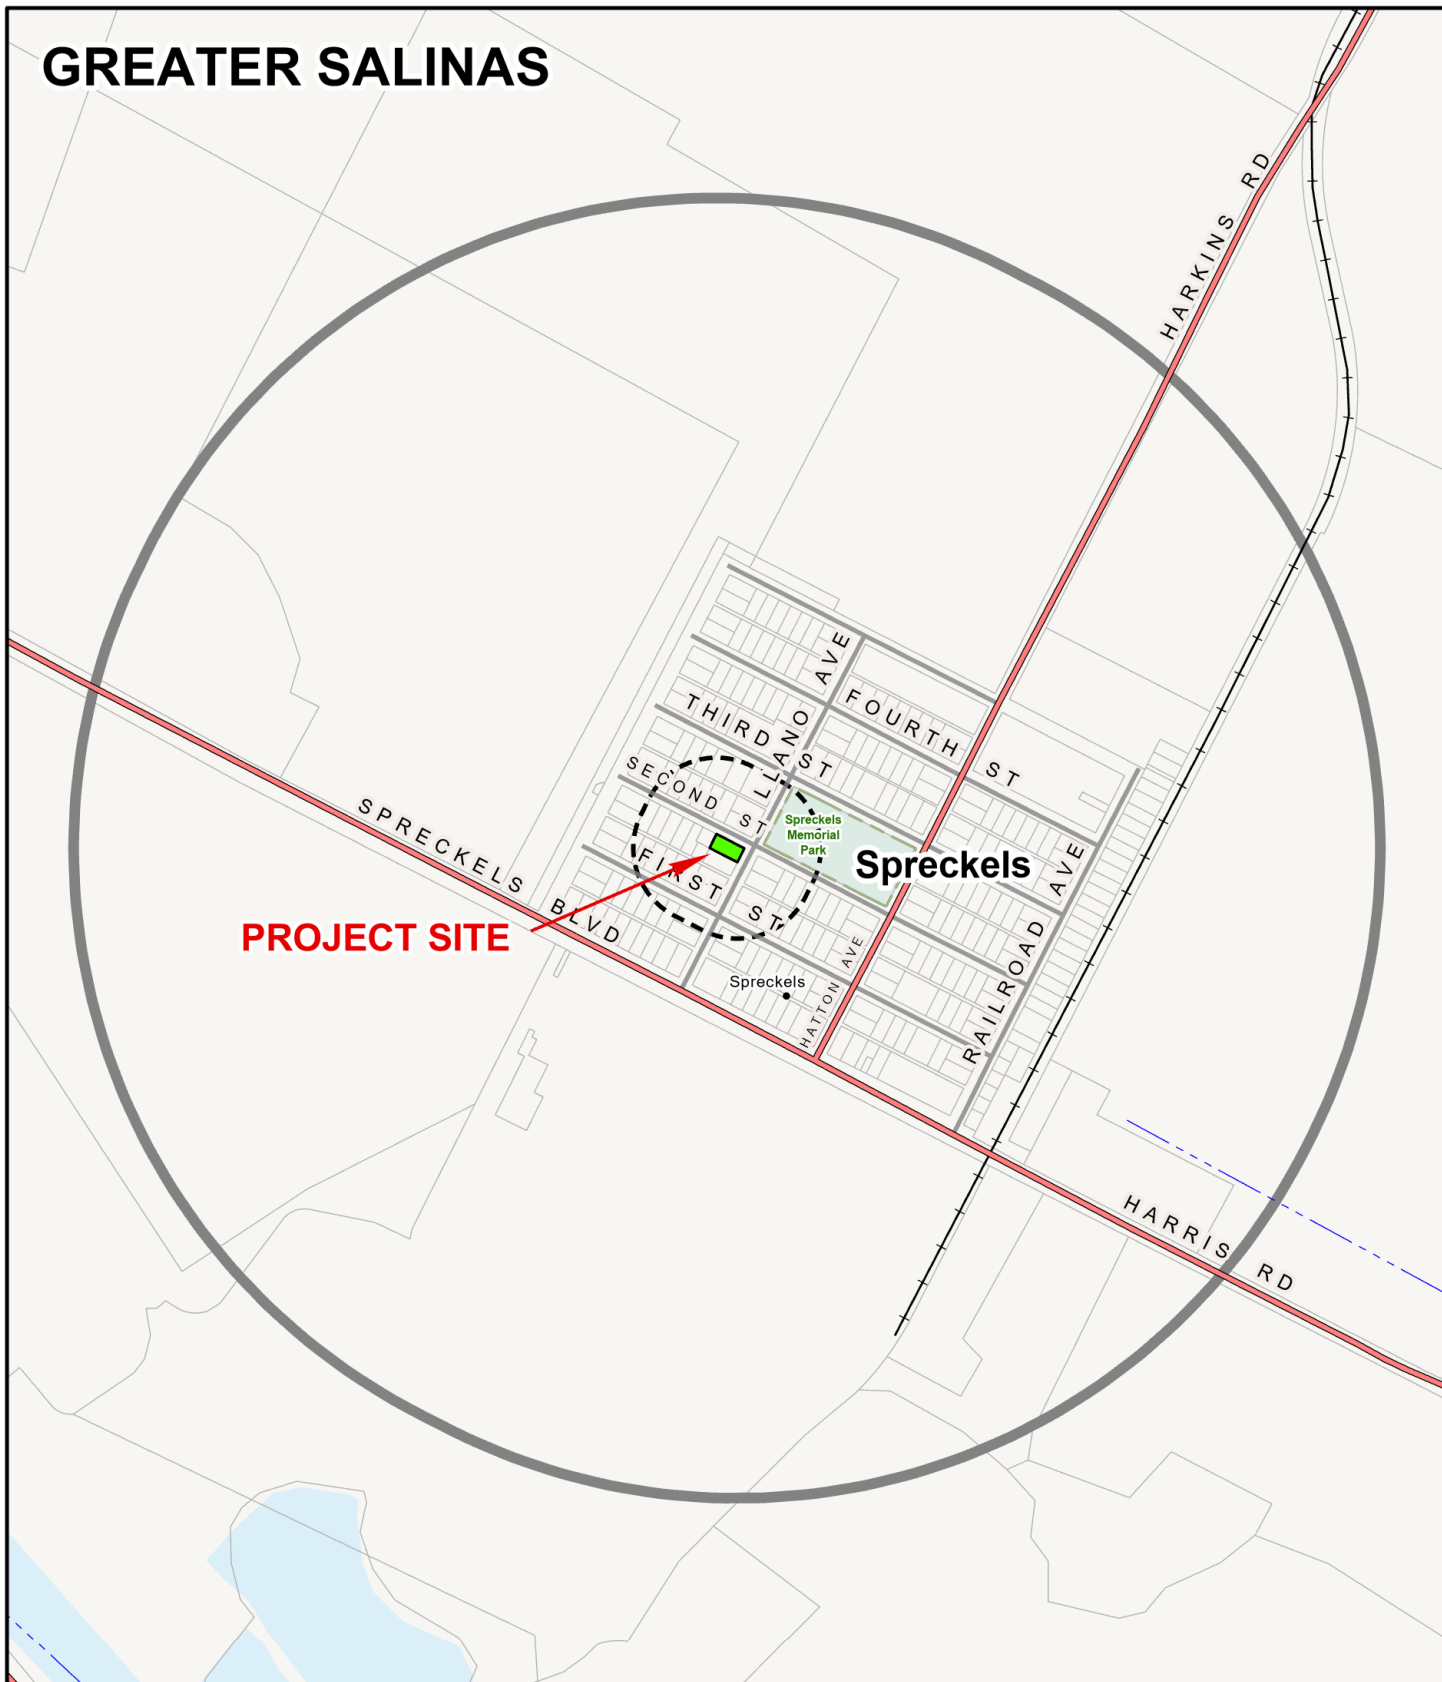 GREATER SALINAS
HARKINS RD
LLANO AVE
FOURTH ST
THIRD ST
SECOND ST
Spreckels
Memorial
Park
Spreckels
FIRST ST
SPRECKELS BLVD
PROJECT SITE
RAILROAD AVE
HATTON AVE
Spreckels
HARRIS RD